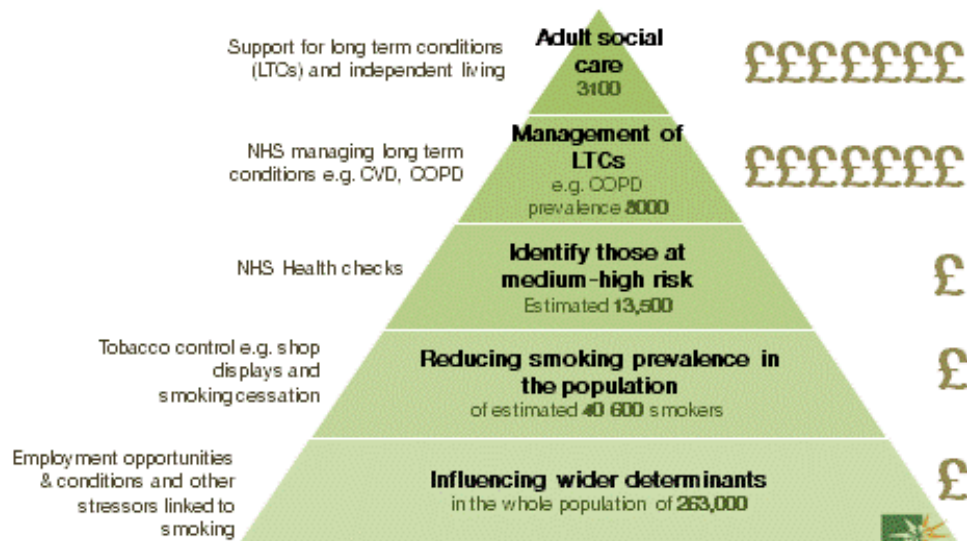 Support for long term conditions
(LTCs) and independent living
Adult social
care
3100
£££££££
NHS managing long term
conditions e.g. CVD, COPD
Management of
LTCs
e.g. COPD
prevalence 8000
£££££££
NHS Health checks
Identify those at
medium-high risk
Estimated 13,500
£
Tobacco control e.g. shop
displays and
smoking cessation
Reducing smoking prevalence in
the population
of estimated 40 600 smokers
£
Employment opportunities
& conditions and other
stressors linked to
smoking
Influencing wider determinants
in the whole population of 263,000
£